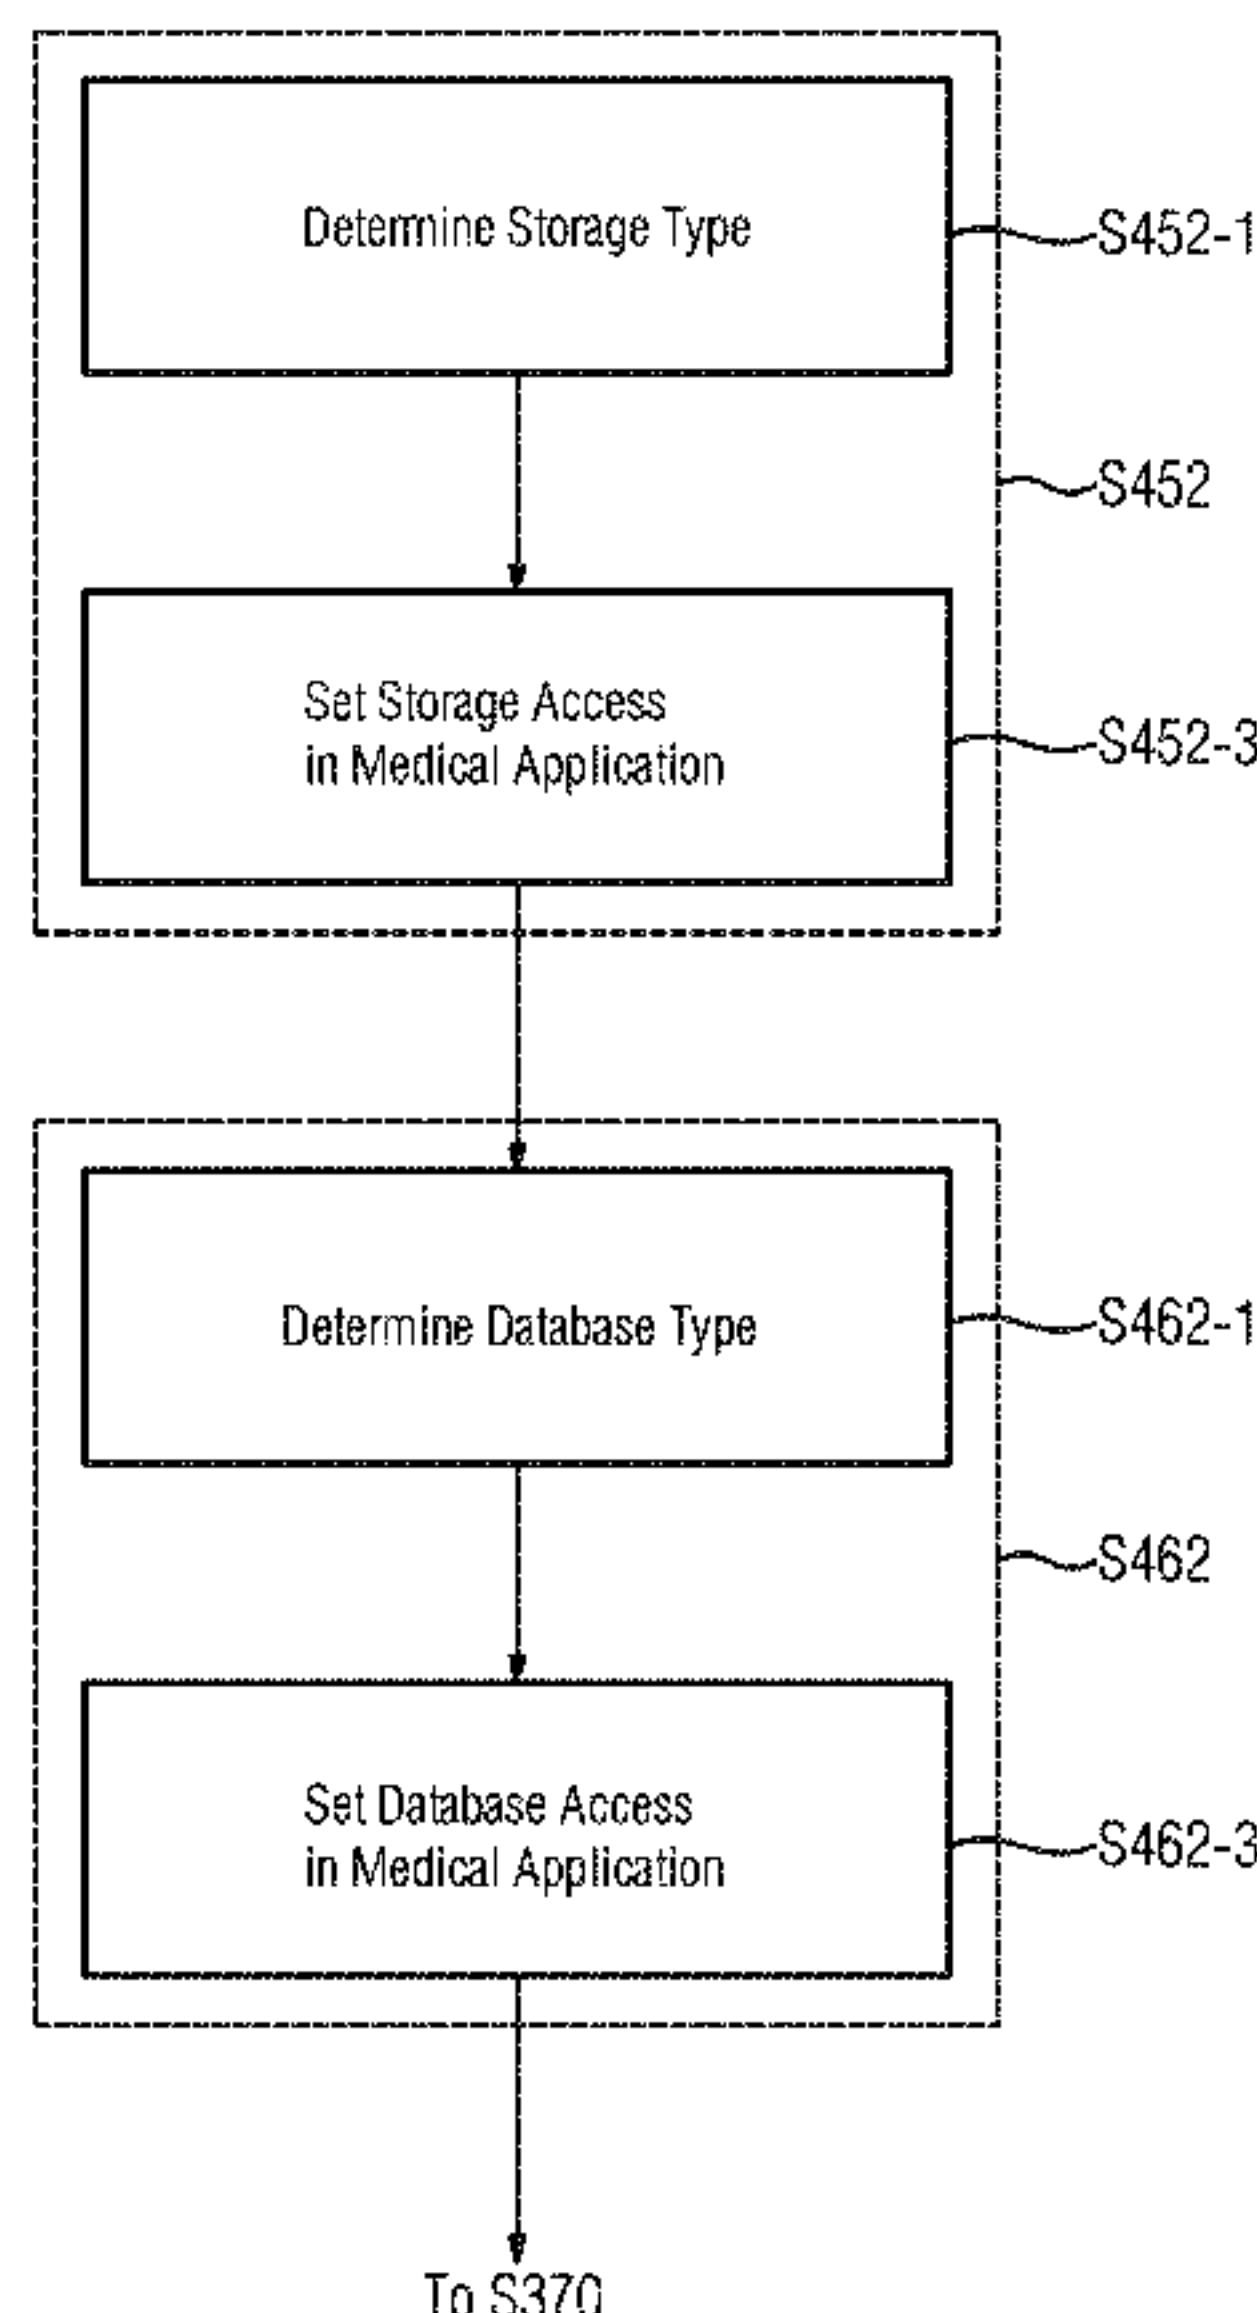 Determine Storage Type
S452-1
S452
Set Storage Access
in Medical Application
S452-3
Determine Database Type
S462-1
S462
Set Database Access
in Medical Application
S462-3
To S370